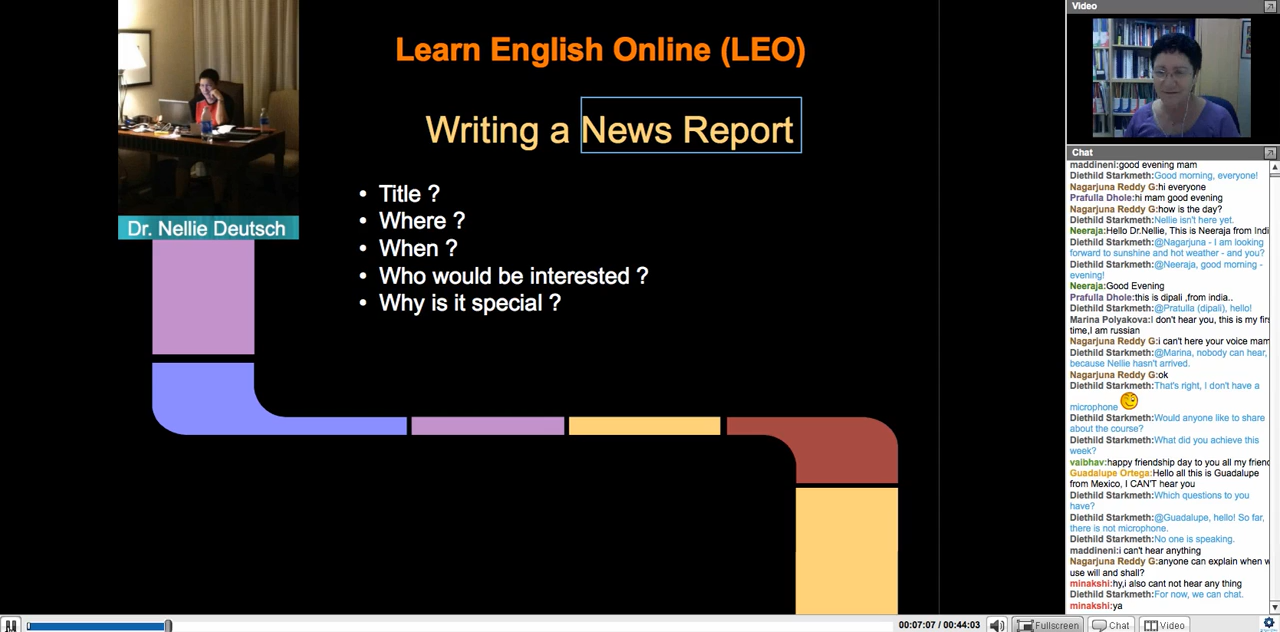 Learn English Online (LEO)
Writing a News Report
• Title ?
• Where ?
• When ?
• Who would be interested ?
• Why is it special ?
Dr. Nellie Deutsch
Video
Chat
maddineni:good evening mam
Diethild Starkmeth:Good morning, everyone!
Nagarjuna Reddy G:hi everyone
Prafulla Dhole:hi mam good evening
Nagarjuna Reddy G:how is the day?
Diethild Starkmeth:Nellie isn't here yet.
Neeraja:Hello Dr.Nellie, This is Neeraja from Indi
Diethild Starkmeth:@Nagarjuna - I am looking
forward to sunshine and hot weather - and you?
Diethild Starkmeth:@Neeraja, good morning -
evening!
Neeraja:Good Evening
Prafulla Dhole:this is dipali ,from india..
Diethild Starkmeth:@Pratulla (dipali), hello!
Marina Polyakova:I don't hear you, this is my firs
time,I am russian
Nagarjuna Reddy G:i can't here your voice mam
Diethild Starkmeth:@Marina, nobody can hear,
because Nellie hasn't arrived.
Nagarjuna Reddy G:ok
Diethild Starkmeth:That's right, I don't have a
microphone
Diethild Starkmeth:Would anyone like to share
about the course?
Diethild Starkmeth:What did you achieve this
week?
vaibhav:happy friendship day to you all my friend
Guadalupe Ortega:Hello all this is Guadalupe
from Mexico, I CAN'T hear you
Diethild Starkmeth:Which questions to you
have?
Diethild Starkmeth:@Guadalupe, hello! So far,
there is not microphone.
Diethild Starkmeth:No one is speaking.
maddineni:i can't hear anything
Nagarjuna Reddy G:anyone can explain when w
use will and shall?
minakshi:hy,i also cant not hear any thing
Diethild Starkmeth:For now, we can chat.
minakshi:ya
00:07:07 / 00:44:03 Fullscreen Chat Video